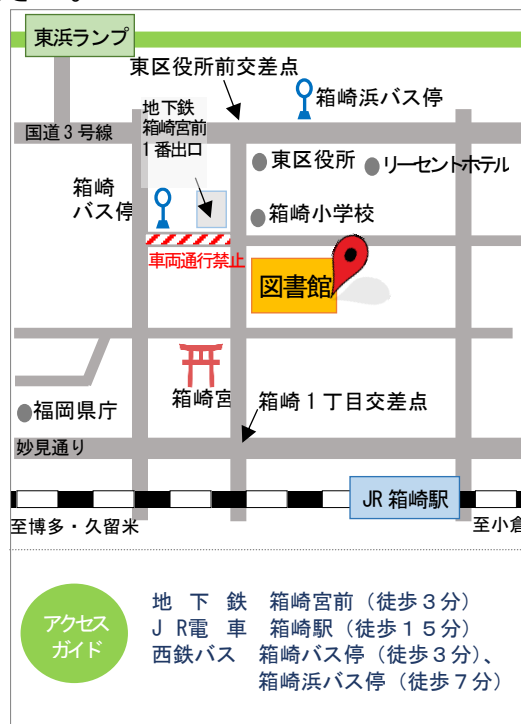 東浜ランプ
東区役所前交差点
地下鉄
箱崎宮前
1番出口
箱崎浜バス停
国道3号線
東区役所
リーセントホテル
箱崎
バス停
箱崎小学校
車両通行禁止
図書館
箱崎宮
箱崎1丁目交差点
福岡県庁
妙見通り
JR 箱崎駅
至博多・久留米
至小倉
アクセス
ガイド
地 下 鉄 箱崎宮前（徒歩3分）
J R電 車 箱崎駅（徒歩15分）
西鉄バス 箱崎バス停（徒歩3分）、
箱崎浜バス停（徒歩7分）